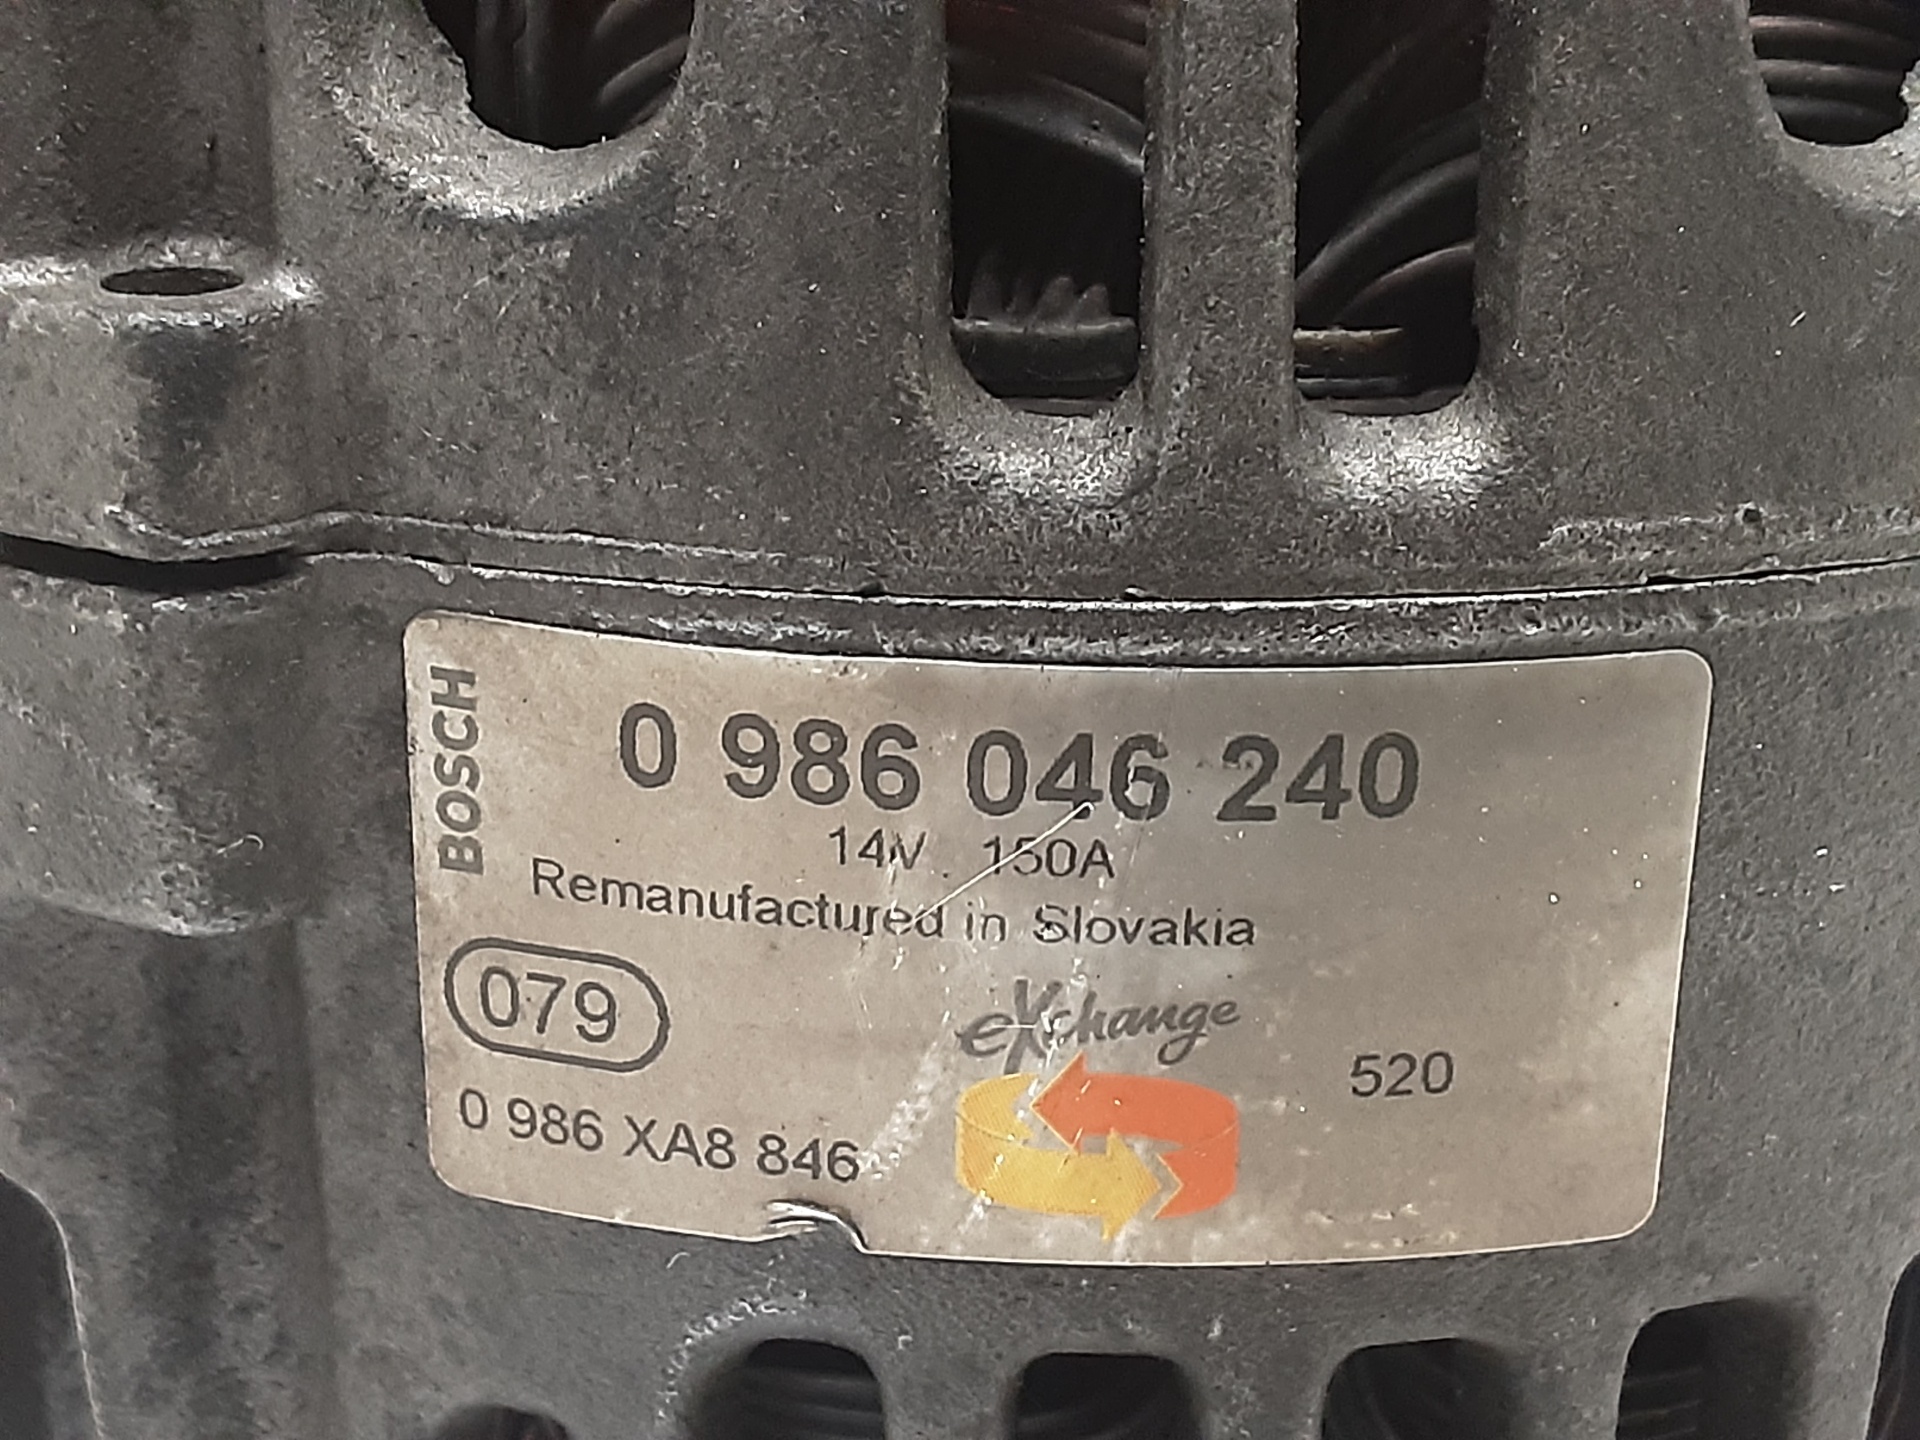 BOSCH
0 986 046 240
14V 150A
Remanufactured in Slovakia
079
eXchange
520
0 986 XA8 846